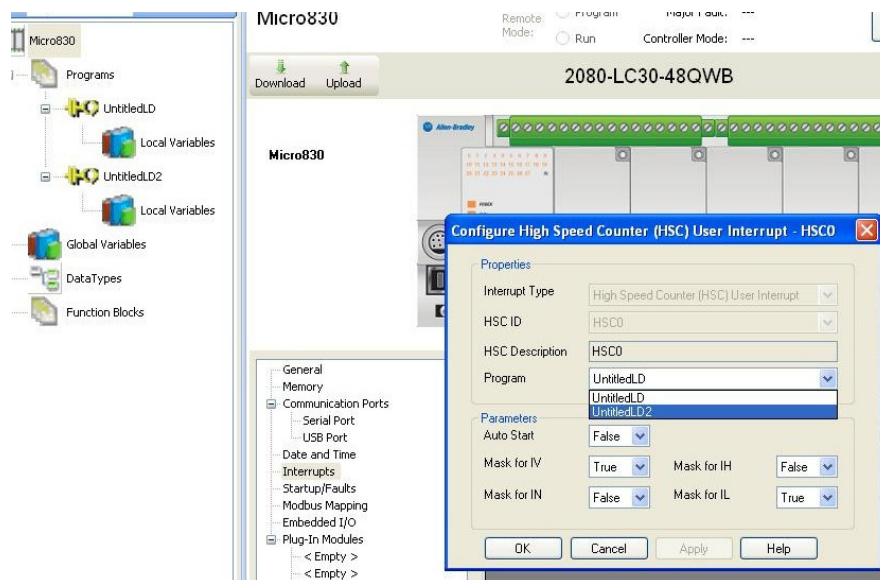 Micro830
Programs
UntitledLD
Local Variables
UntitledLD2
Local Variables
Global Variables
DataTypes
Function Blocks
Micro830
Remote
Mode:
Program
Major Fault: ---
Run
Controller Mode: ---
Download
Upload
2080-LC30-48QWB
Micro830
Allen-Bradley
POWER
Configure High Speed Counter (HSC) User Interrupt - HSC0
Properties
Interrupt Type
High Speed Counter (HSC) User Interrupt
HSC ID
HSC0
HSC Description
HSC0
Program
UntitledLD
UntitledLD
UntitledLD2
Parameters
Auto Start
False
Mask for IV
True
Mask for IH
False
Mask for IN
False
Mask for IL
True
OK
Cancel
Apply
Help
General
Memory
Communication Ports
Serial Port
USB Port
Date and Time
Interrupts
Startup/Faults
Modbus Mapping
Embedded I/O
Plug-In Modules
< Empty >
< Empty >